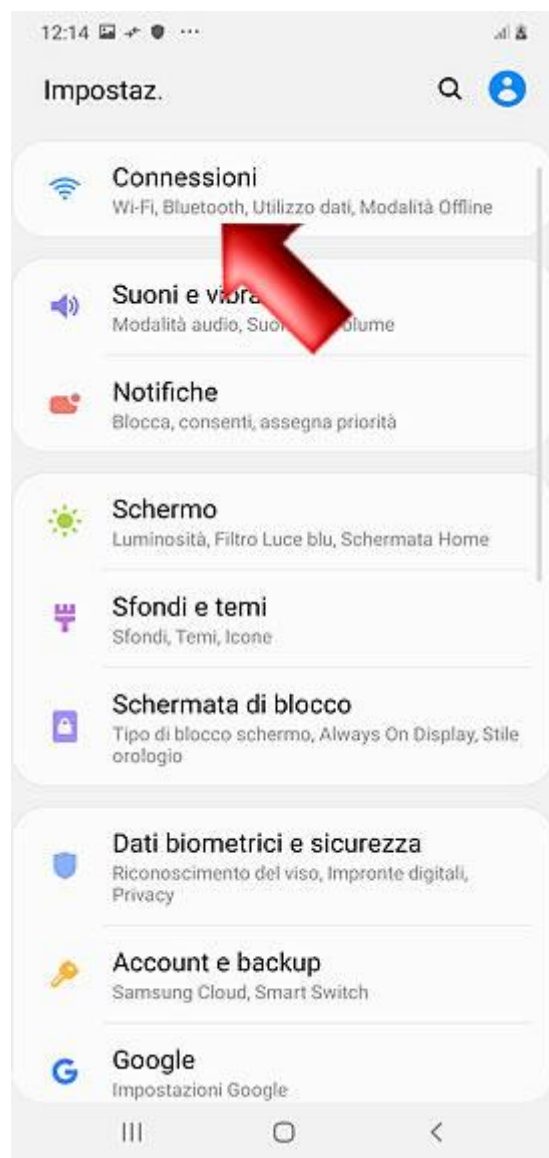 12:14
Impostaz.
Connessioni
Wi-Fi, Bluetooth, Utilizzo dati, Modalità Offline
Suoni e vibra
Modalità audio, Suo olume
Notifiche
Blocca, consenti, assegna priorità
Schermo
Luminosità, Filtro Luce blu, Schermata Home
Sfondi e temi
Sfondi, Temi, Icone
Schermata di blocco
Tipo di blocco schermo, Always On Display, Stile
orologio
Dati biometrici e sicurezza
Riconoscimento del viso, Impronte digitali,
Privacy
Account e backup
Samsung Cloud, Smart Switch
Google
Impostazioni Google